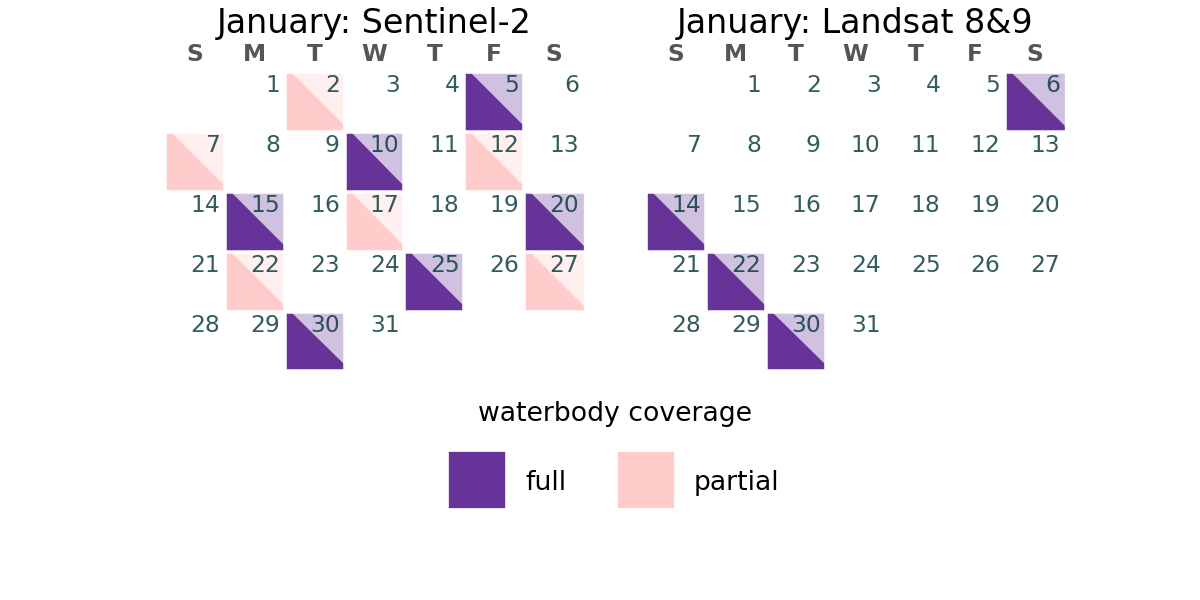 January: Sentinel-2
S M T W T F S
1 2 3 4 5 6
7 8 9 10 11 12 13
14 15 16 17 18 19 20
21 22 23 24 25 26 27
28 29 30 31
January: Landsat 8&9
S M T W T F S
1 2 3 4 5 6
7 8 9 10 11 12 13
14 15 16 17 18 19 20
21 22 23 24 25 26 27
28 29 30 31
waterbody coverage
full partial